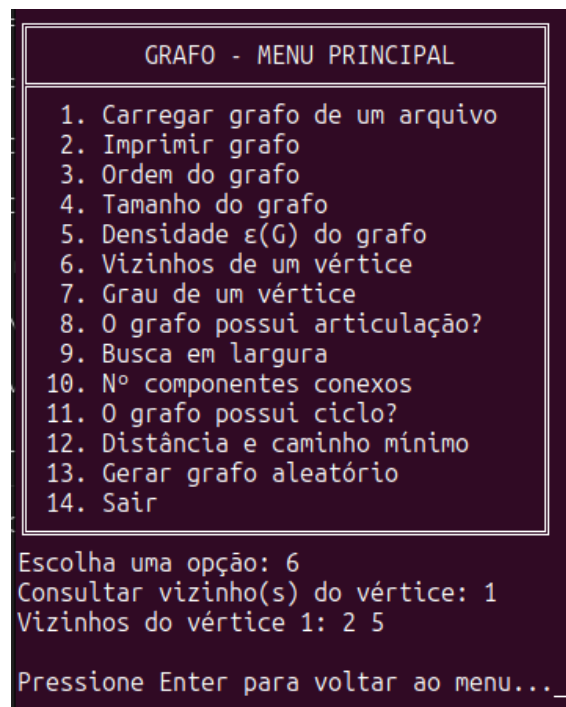 GRAFO - MENU PRINCIPAL
1. Carregar grafo de um arquivo
2. Imprimir grafo
3. Ordem do grafo
4. Tamanho do grafo
5. Densidade ε(G) do grafo
6. Vizinhos de um vértice
7. Grau de um vértice
8. O grafo possui articulação?
9. Busca em largura
10. Nº componentes conexos
11. O grafo possui ciclo?
12. Distância e caminho mínimo
13. Gerar grafo aleatório
14. Sair
Escolha uma opção: 6
Consultar vizinho(s) do vértice: 1
Vizinhos do vértice 1: 2 5
Pressione Enter para voltar ao menu..._